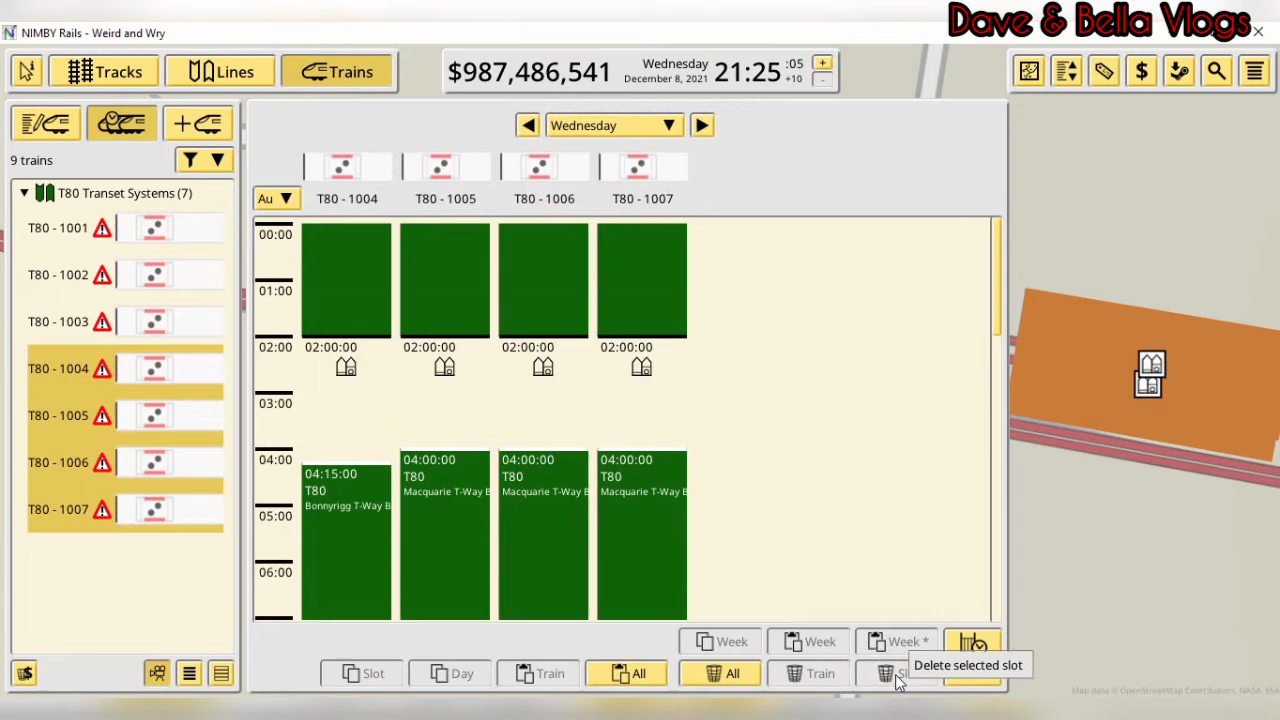 Dave & Bella Vlogs
NIMBY Rails - Weird and Wry
Tracks
Lines
Trains
$987,486,541
Wednesday
December 8, 2021
21:25
:05
+10
+
-
$
9 trains
Wednesday
T80 Transet Systems (7)
T80 - 1001
T80 - 1002
T80 - 1003
T80 - 1004
T80 - 1005
T80 - 1006
T80 - 1007
Au
T80 - 1004
T80 - 1005
T80 - 1006
T80 - 1007
00:00
01:00
02:00
02:00:00
02:00:00
02:00:00
02:00:00
03:00
04:00
04:15:00
T80
Bonnyrigg T-Way B
04:00:00
T80
Macquarie T-Way B
04:00:00
T80
Macquarie T-Way B
04:00:00
T80
Macquarie T-Way B
05:00
06:00
Week
Week
Week *
Delete selected slot
Slot
Day
Train
All
All
Train
Map data © OpenStreetMap Contributors, NASA, ESA